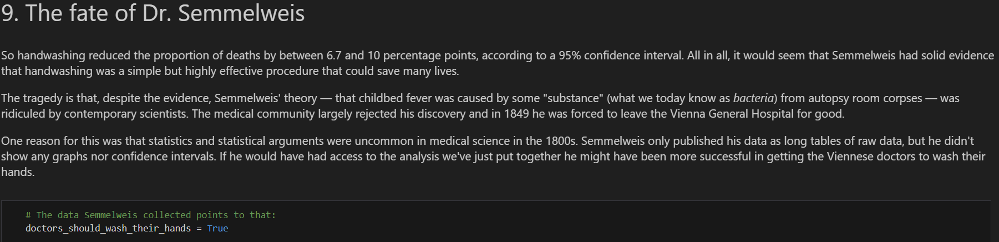 9. The fate of Dr. Semmelweis
So handwashing reduced the proportion of deaths by between 6.7 and 10 percentage points, according to a 95% confidence interval. All in all, it would seem that Semmelweis had solid evidence
that handwashing was a simple but highly effective procedure that could save many lives.
The tragedy is that, despite the evidence, Semmelweis' theory — that childbed fever was caused by some "substance" (what we today know as bacteria) from autopsy room corpses — was
ridiculed by contemporary scientists. The medical community largely rejected his discovery and in 1849 he was forced to leave the Vienna General Hospital for good.
One reason for this was that statistics and statistical arguments were uncommon in medical science in the 1800s. Semmelweis only published his data as long tables of raw data, but he didn't
show any graphs nor confidence intervals. If he would have had access to the analysis we've just put together he might have been more successful in getting the Viennese doctors to wash their
hands.
# The data Semmelweis collected points to that:
doctors_should_wash_their_hands = True